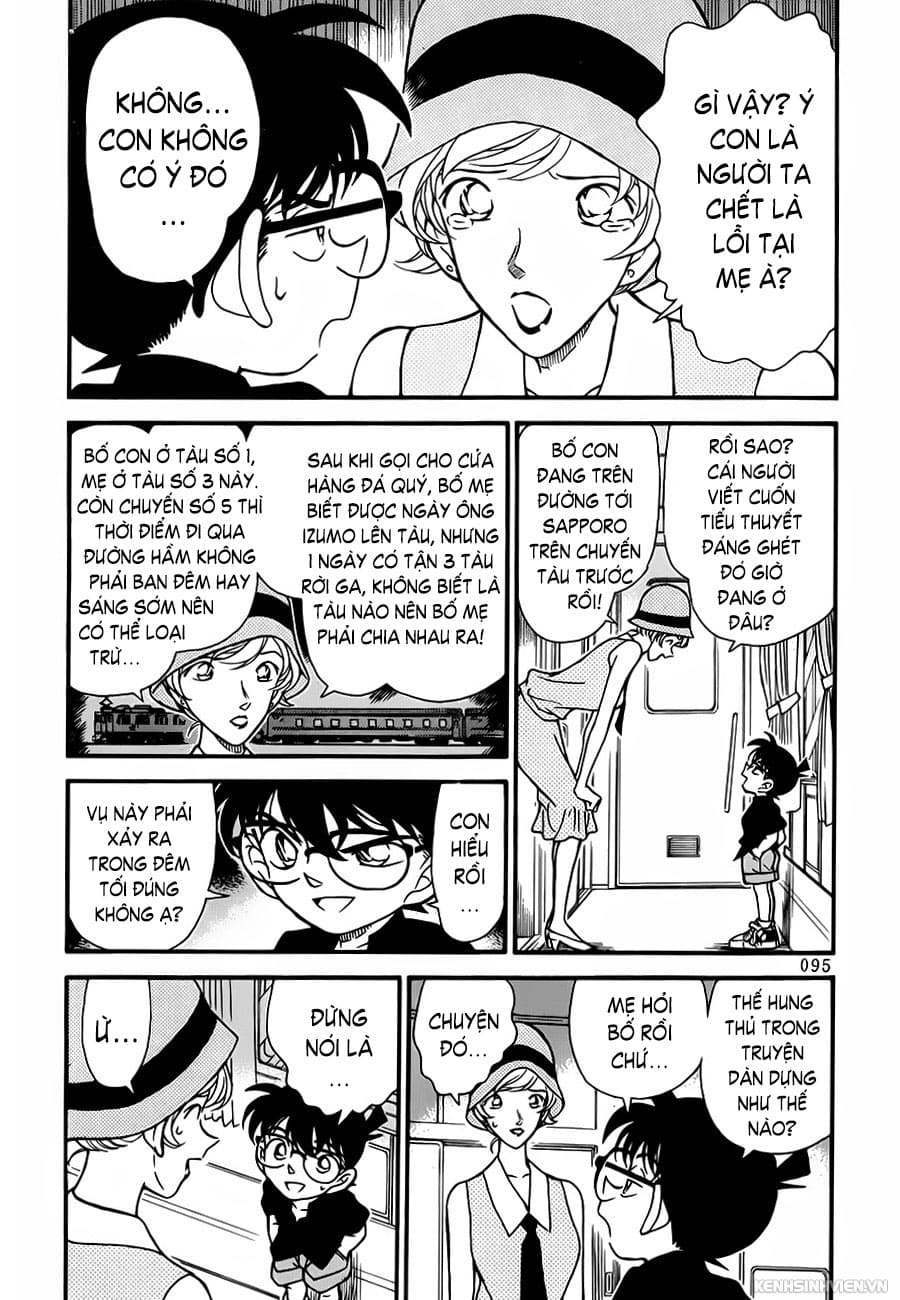 GÌ VẬY? Ý
CON LÀ
NGƯỜI TA
CHẾT LÀ
LỖI TẠI
MẸ À?
KHÔNG...
CON KHÔNG
CÓ Ý ĐÓ
...
RỒI SAO?
CÁI NGƯỜI
VIẾT CUỐN
TIỂU THUYẾT
ĐÁNG GHÉT
ĐÓ GIỜ
ĐANG Ở
ĐÂU?
BỐ CON
ĐANG TRÊN
ĐƯỜNG TỚI
SAPPORO
TRÊN CHUYẾN
TÀU TRƯỚC
RỒI!
SAU KHI GỌI CHO CỬA
HÀNG ĐÁ QUÝ, BỐ MẸ
BIẾT ĐƯỢC NGÀY ÔNG
IZUMO LÊN TÀU, NHƯNG
1 NGÀY CÓ TẬN 3 TÀU
RỜI GA, KHÔNG BIẾT LÀ
TÀU NÀO NÊN BỐ MẸ
PHẢI CHIA NHAU RA!
BỐ CON Ở TÀU SỐ 1,
MẸ Ở TÀU SỐ 3 NÀY.
CÒN CHUYẾN SỐ 5 THÌ
THỜI ĐIỂM ĐI QUA
ĐƯỜNG HẦM KHÔNG
PHẢI BAN ĐÊM HAY
SÁNG SỚM NÊN
CÓ THỂ LOẠI
TRỪ...
CON
HIỂU
RỒI
...
VỤ NÀY PHẢI
XẢY RA
TRONG ĐÊM
TỐI ĐÚNG
KHÔNG Ạ?
095
THẾ HUNG
THỦ TRONG
TRUYỆN
DÀN DỰNG
NHƯ THẾ
NÀO?
MẸ HỎI
BỐ RỒI
CHỨ...
CHUYỆN
ĐÓ...
ĐỪNG
NÓI LÀ
...
Ừ...
KENHSINHVIEN.VN